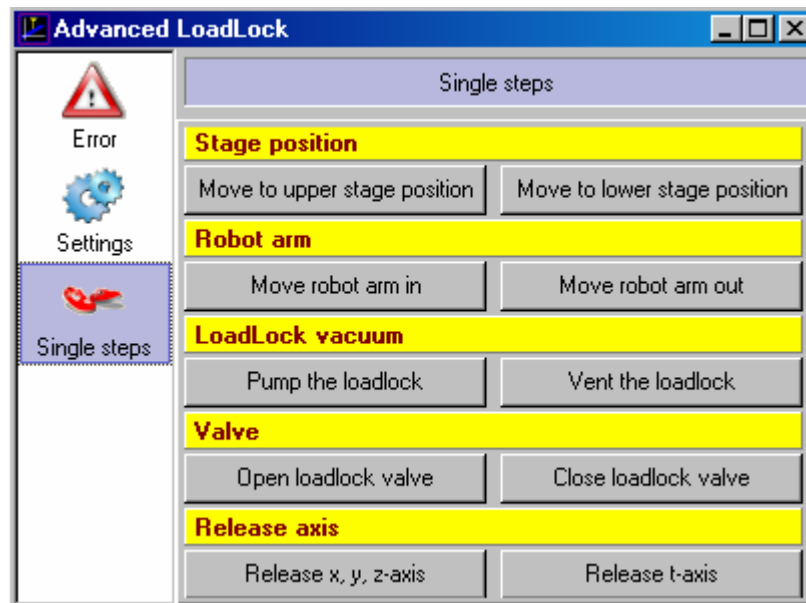 Advanced LoadLock
Error
Settings
Single steps
Single steps
Stage position
Move to upper stage position Move to lower stage position
Robot arm
Move robot arm in Move robot arm out
LoadLock vacuum
Pump the loadlock Vent the loadlock
Valve
Open loadlock valve Close loadlock valve
Release axis
Release x, y, z-axis Release t-axis